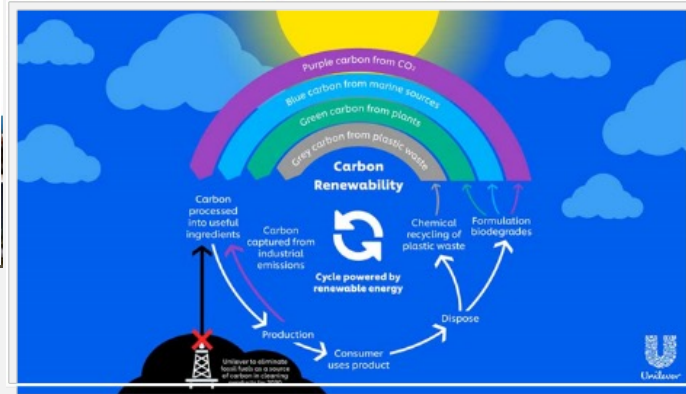 Purple carbon from CO₂
Blue carbon from marine sources
Green carbon from plants
Grey carbon from plastic waste
Carbon
Renewability
Cycle powered by
renewable energy
Carbon
processed
into useful
ingredients
Carbon
captured from
industrial
emissions
Chemical
recycling of
plastic waste
Formulation
biodegrades
Production
Consumer
uses product
Dispose
Unilever to eliminate
fossil fuels as a source
of carbon in cleaning
Unilever